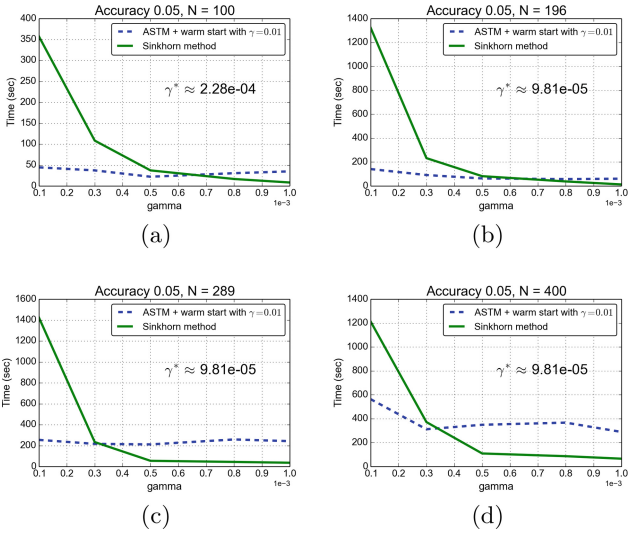 Accuracy 0.05, N = 100
400
350
300
250
200
150
100
50
0
Time (sec)
ASTM + warm start with γ=0.01
Sinkhorn method
γ* ≈ 2.28e-04
0.1 0.2 0.3 0.4 0.5 0.6 0.7 0.8 0.9 1.0
gamma
1e−3
(a)
Accuracy 0.05, N = 196
1400
1200
1000
800
600
400
200
0
ASTM + warm start with γ=0.01
Sinkhorn method
γ* ≈ 9.81e-05
0.1 0.2 0.3 0.4 0.5 0.6 0.7 0.8 0.9 1.0
gamma
1e−3
(b)
Accuracy 0.05, N = 289
1600
1400
1200
1000
800
600
400
200
0
Time (sec)
ASTM + warm start with γ=0.01
Sinkhorn method
γ* ≈ 9.81e-05
0.1 0.2 0.3 0.4 0.5 0.6 0.7 0.8 0.9 1.0
gamma
1e−3
(c)
Accuracy 0.05, N = 400
1400
1200
1000
800
600
400
200
0
ASTM + warm start with γ=0.01
Sinkhorn method
γ* ≈ 9.81e-05
0.1 0.2 0.3 0.4 0.5 0.6 0.7 0.8 0.9 1.0
gamma
1e−3
(d)